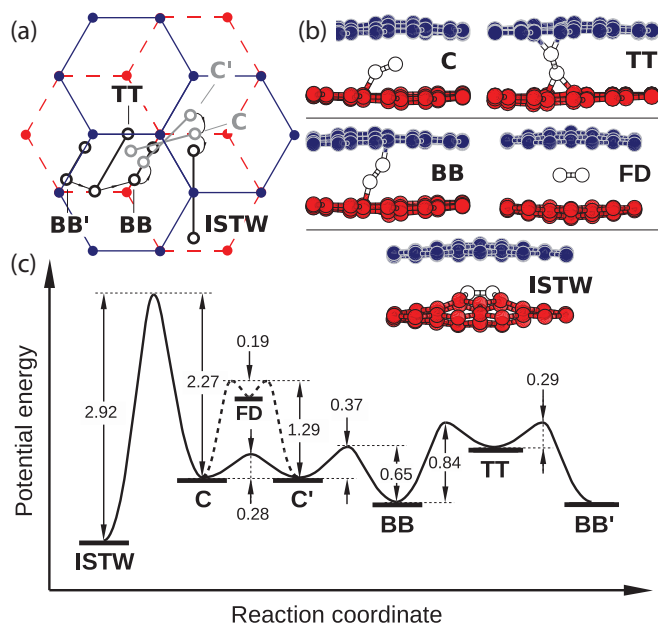 (a)
C'
TT
C
BB'
BB
ISTW
(b)
C
TT
BB
FD
ISTW
(c)
Potential energy
2.92
2.27
0.19
FD
1.29
0.37
0.28
0.65
0.84
0.29
ISTW
C
C'
BB
TT
BB'
Reaction coordinate